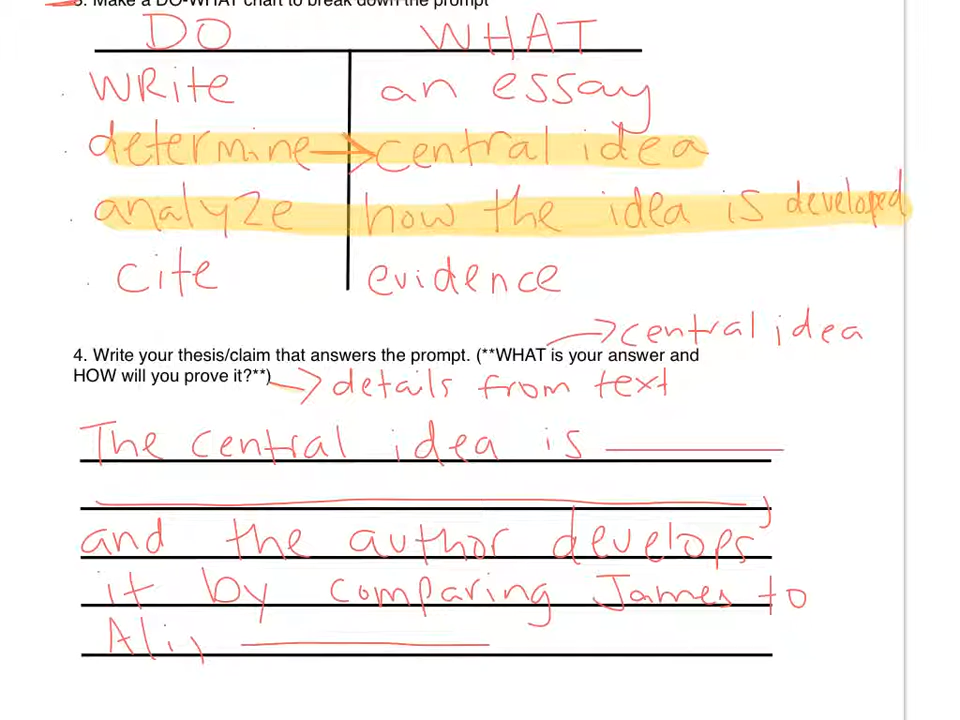 3. Make a DO-WHAT chart to break down the prompt
DO WHAT
WRite an essay
determine → central idea
analyze how the idea is developed
cite evidence
→ central idea
4. Write your thesis/claim that answers the prompt. (**WHAT is your answer and
HOW will you prove it?**) → details from text
The central idea is ________
________,
and the author develops
it by comparing James to
Ali, ________